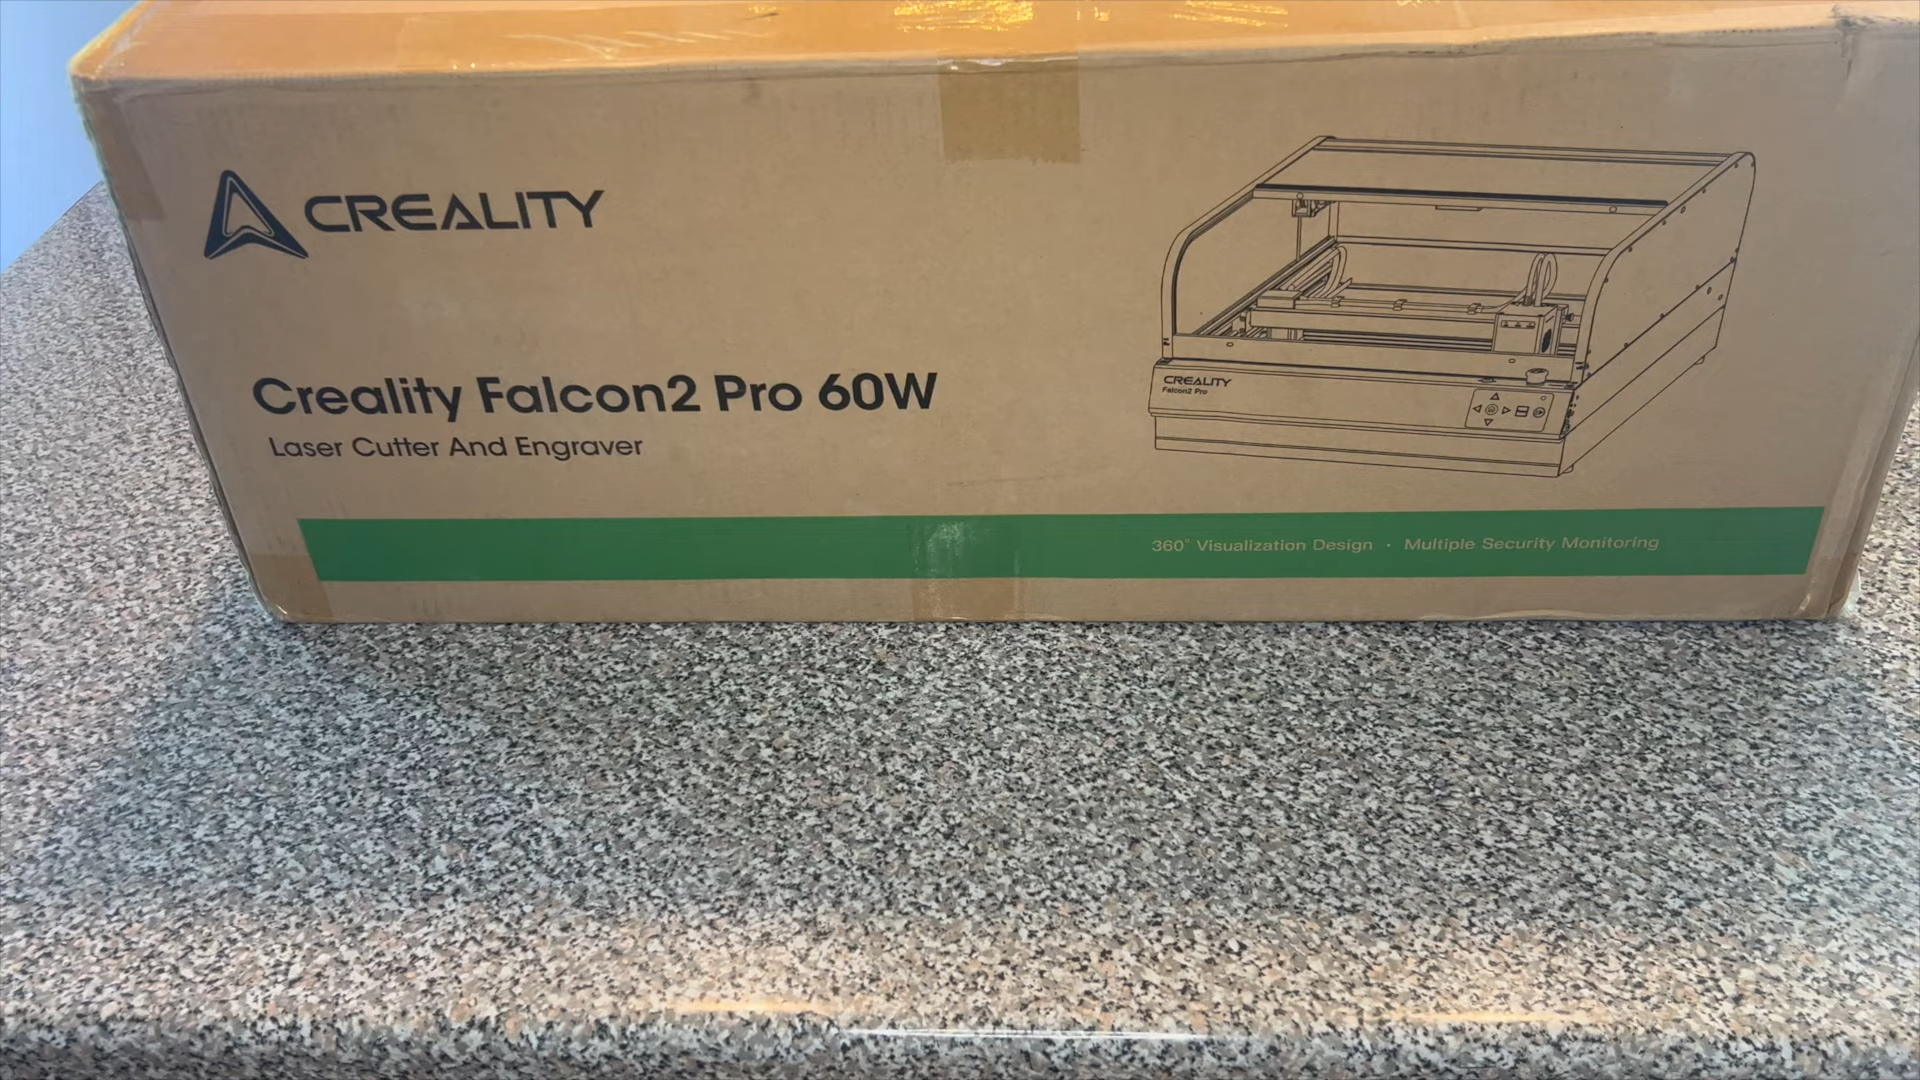 CREALITY
Creality Falcon2 Pro 60W
Laser Cutter And Engraver
CREALITY
Falcon2 Pro
360° Visualization Design · Multiple Security Monitoring